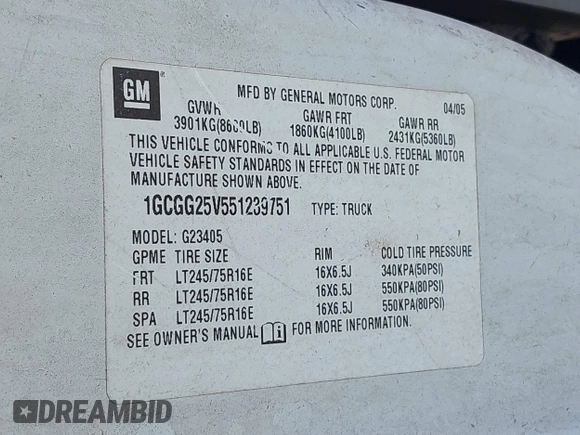 GM MFD BY GENERAL MOTORS CORP. 04/05
GVWR GAWR FRT GAWR RR
3901KG(8600LB) 1860KG(4100LB) 2431KG(5360LB)
THIS VEHICLE CONFORMS TO ALL APPLICABLE U.S. FEDERAL MOTOR
VEHICLE SAFETY STANDARDS IN EFFECT ON THE DATE OF
MANUFACTURE SHOWN ABOVE.
1GCGG25V551239751 TYPE: TRUCK
MODEL: G23405
GPME TIRE SIZE RIM COLD TIRE PRESSURE
FRT LT245/75R16E 16X6.5J 340KPA(50PSI)
RR LT245/75R16E 16X6.5J 550KPA(80PSI)
SPA LT245/75R16E 16X6.5J 550KPA(80PSI)
SEE OWNER'S MANUAL FOR MORE INFORMATION.
DREAMBID